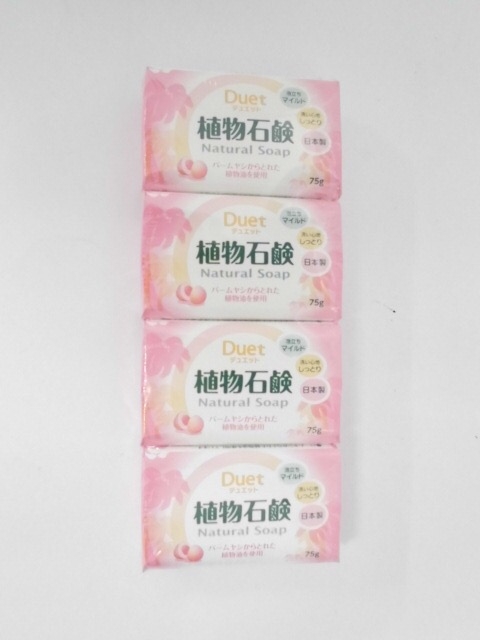 Duet
デュエット
植物石鹸
Natural Soap
パームヤシからとれた
植物油を使用
泡立ち
マイルド
洗い心地
しっとり
日本製
75g
Duet
デュエット
植物石鹸
Natural Soap
パームヤシからとれた
植物油を使用
マイルド
洗い心地
しっとり
日本製
75g
Duet
デュエット
植物石鹸
Natural Soap
パームヤシからとれた
植物油を使用
泡立ち
マイルド
洗い心地
しっとり
日本製
75g
Duet
デュエット
植物石鹸
Natural Soap
パームヤシからとれた
植物油を使用
泡立ち
マイルド
洗い心地
しっとり
日本製
75g